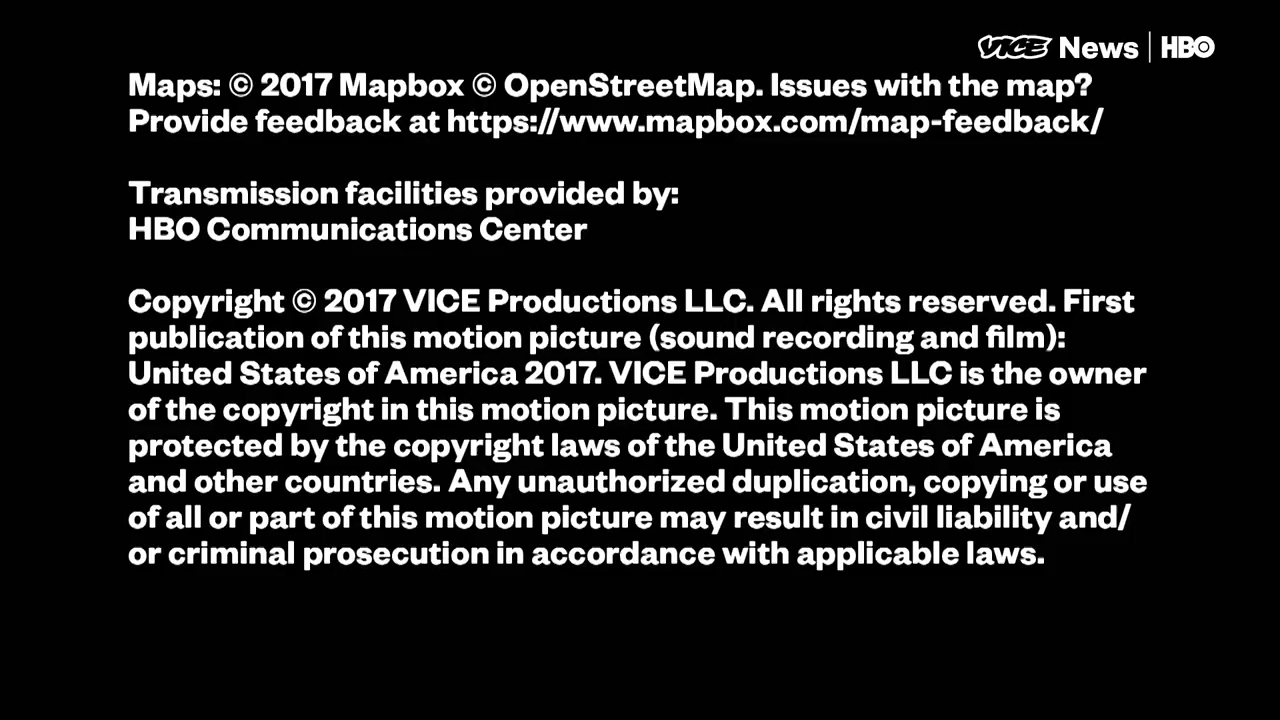 VICE News | HBO
Maps: © 2017 Mapbox © OpenStreetMap. Issues with the map?
Provide feedback at https://www.mapbox.com/map-feedback/
Transmission facilities provided by:
HBO Communications Center
Copyright © 2017 VICE Productions LLC. All rights reserved. First
publication of this motion picture (sound recording and film):
United States of America 2017. VICE Productions LLC is the owner
of the copyright in this motion picture. This motion picture is
protected by the copyright laws of the United States of America
and other countries. Any unauthorized duplication, copying or use
of all or part of this motion picture may result in civil liability and/
or criminal prosecution in accordance with applicable laws.